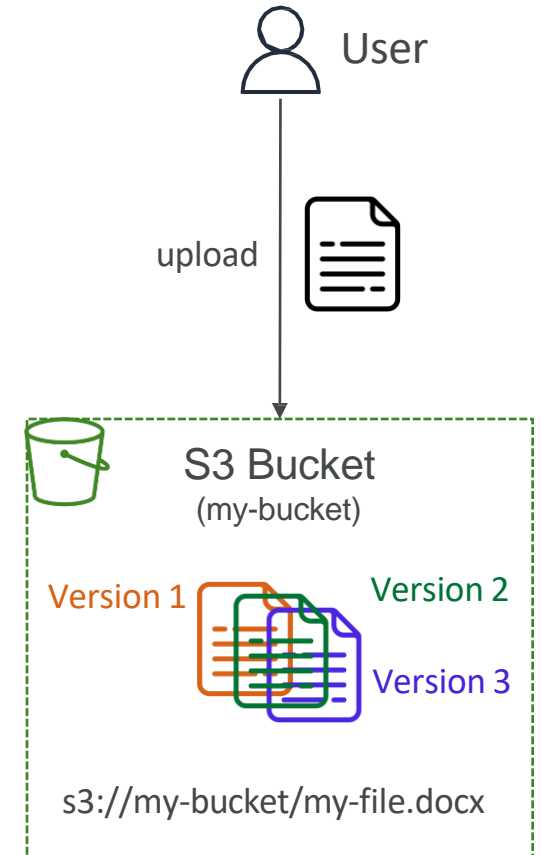 User
upload
S3 Bucket
(my-bucket)
Version 1
Version 2
Version 3
s3://my-bucket/my-file.docx